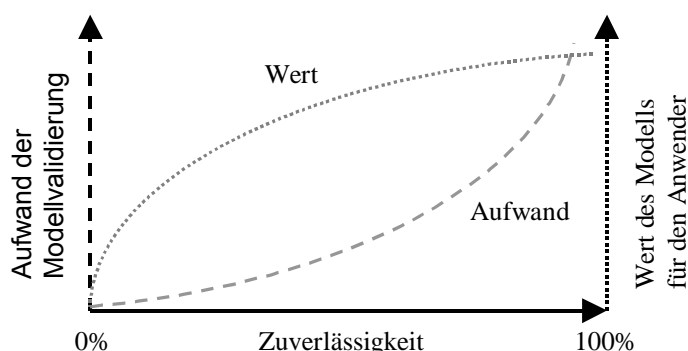 Aufwand der
Modellvalidierung
Wert
Aufwand
Wert des Modells
für den Anwender
0%
Zuverlässigkeit
100%